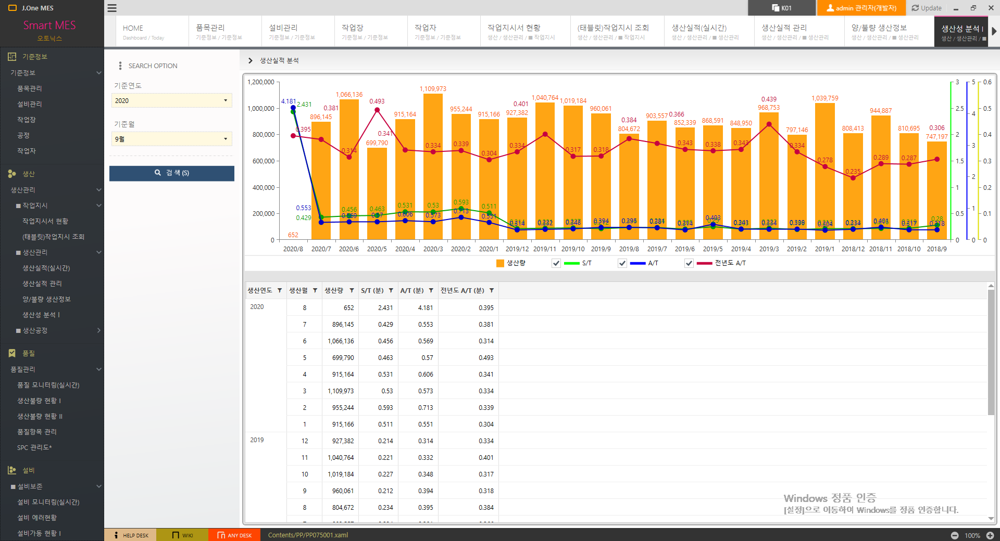 J.One MES
K01
admin 관리자(개발자)
Update
Smart MES
오토닉스
HOME
Dashboard / Today
품목관리
기준정보 / 기준정보
설비관리
기준정보 / 기준정보
작업장
기준정보 / 기준정보
작업자
기준정보 / 기준정보
작업지시서 현황
생산 / 생산관리 / ■ 작업지시
(태블릿)작업지시 조회
생산 / 생산관리 / ■ 작업지시
생산실적(실시간)
생산 / 생산관리 / ■ 생산관리
생산실적 관리
생산 / 생산관리 / ■ 생산관리
양/불량 생산정보
생산 / 생산관리 / ■ 생산관리
생산성 분석 I
생산 / 생산관리 / ■
기준정보
기준정보
품목관리
설비관리
작업장
공정
작업자
생산
생산관리
■ 작업지시
작업지시서 현황
(태블릿)작업지시 조회
■ 생산관리
생산실적(실시간)
생산실적 관리
양/불량 생산정보
생산성 분석 I
■ 생산공정
품질
품질관리
품질 모니터링(실시간)
생산불량 현황 I
생산불량 현황 II
품질항목 관리
SPC 관리도*
설비
■ 설비보존
설비 모니터링(실시간)
설비 에러현황
설비가동 현황 I
SEARCH OPTION
기준연도
2020
기준월
9월
검 색 (S)
생산실적 분석
1,200,000
1,000,000
800,000
600,000
400,000
200,000
0
3 2.5 2 1.5 1 0.5 0
5 4 3 2 1 0
0.6 0.5 0.4 0.3 0.2 0.1 0
652 896,145 1,066,136 699,790 915,164 1,109,973 955,244 915,166 927,382 1,040,764 1,019,184 960,061 804,672 903,557 852,339 868,591 848,950 968,753 797,146 1,039,759 808,413 944,887 810,695 747,197
0.395 0.381 0.314 0.493 0.341 0.334 0.339 0.304 0.334 0.401 0.317 0.318 0.384 0.366 0.343 0.338 0.343 0.439 0.334 0.278 0.235 0.289 0.287 0.306
2.431 0.429 0.456 0.463 0.531 0.53 0.593 0.511
4.181 0.553 0.569 0.57 0.606 0.573 0.713 0.551 0.314 0.332 0.348 0.394 0.395
2020/8 2020/7 2020/6 2020/5 2020/4 2020/3 2020/2 2020/1 2019/12 2019/11 2019/10 2019/9 2019/8 2019/7 2019/6 2019/5 2019/4 2019/3 2019/2 2019/1 2018/12 2018/11 2018/10 2018/9
생산량 S/T A/T 전년도 A/T
생산연도 생산월 생산량 S/T (분) A/T (분) 전년도 A/T (분)
2020 8 652 2.431 4.181 0.395
7 896,145 0.429 0.553 0.381
6 1,066,136 0.456 0.569 0.314
5 699,790 0.463 0.57 0.493
4 915,164 0.531 0.606 0.341
3 1,109,973 0.53 0.573 0.334
2 955,244 0.593 0.713 0.339
1 915,166 0.511 0.551 0.304
2019 12 927,382 0.214 0.314 0.334
11 1,040,764 0.221 0.332 0.401
10 1,019,184 0.227 0.348 0.317
9 960,061 0.212 0.394 0.318
8 804,672 0.234 0.395 0.384
Windows 정품 인증
[설정]으로 이동하여 Windows를 정품 인증합니다.
HELP DESK
WIKI
ANY DESK
Contents/PP/PP075001.xaml
100%